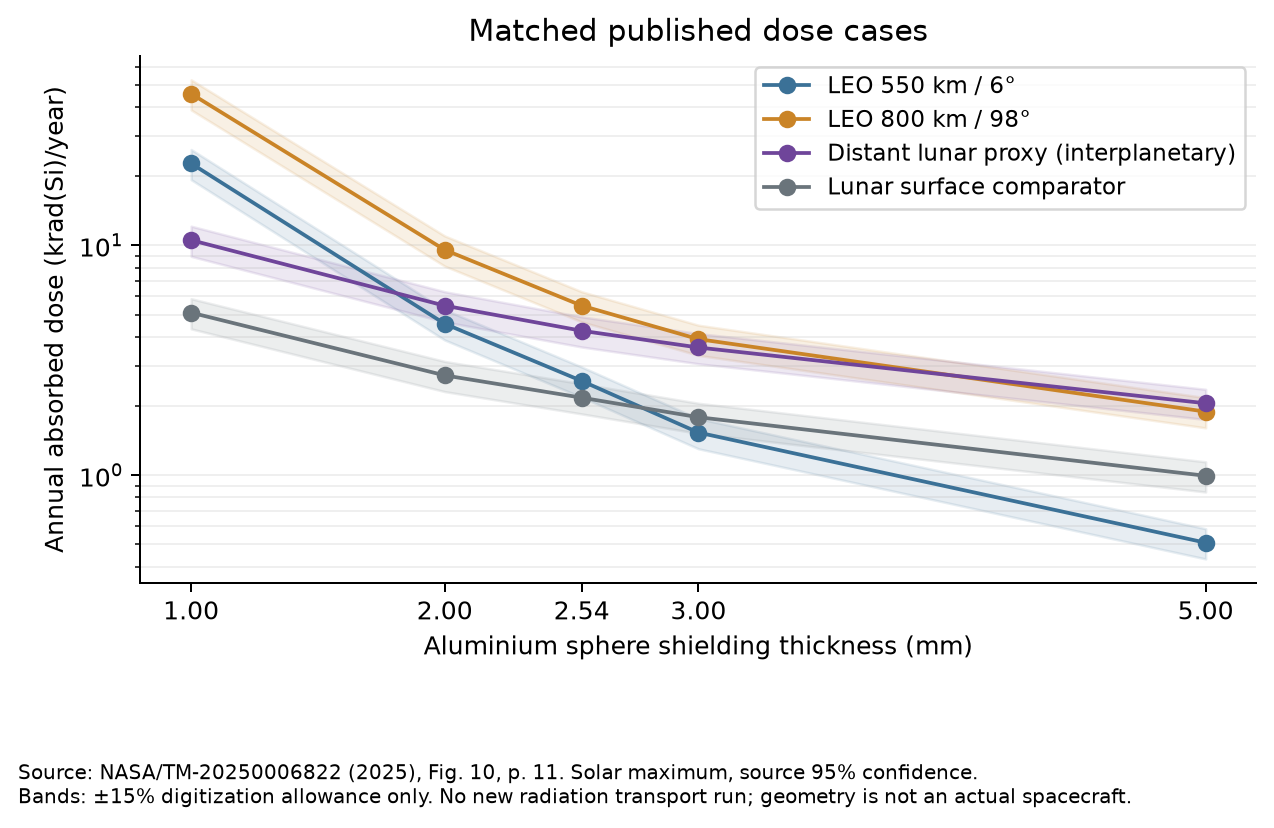 Matched published dose cases
LEO 550 km / 6°
LEO 800 km / 98°
Distant lunar proxy (interplanetary)
Lunar surface comparator
Annual absorbed dose (krad(Si)/year)
10¹
10⁰
1.00 2.00 2.54 3.00 5.00
Aluminium sphere shielding thickness (mm)
Source: NASA/TM-20250006822 (2025), Fig. 10, p. 11. Solar maximum, source 95% confidence.
Bands: ±15% digitization allowance only. No new radiation transport run; geometry is not an actual spacecraft.